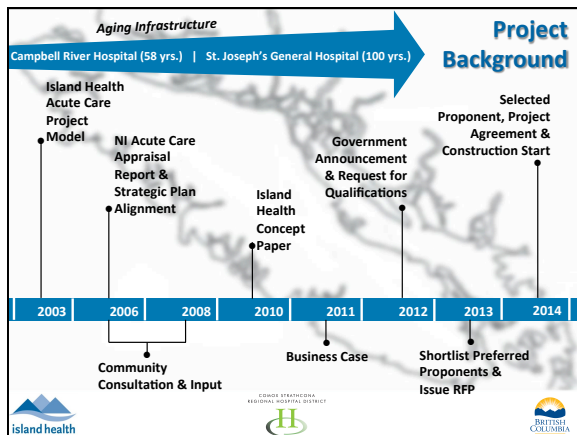 Aging Infrastructure
Campbell River Hospital (58 yrs.) | St. Joseph's General Hospital (100 yrs.)
Project
Background
Island Health
Acute Care
Project
Model
NI Acute Care
Appraisal
Report &
Strategic Plan
Alignment
Island
Health
Concept
Paper
Government
Announcement
& Request for
Qualifications
Selected
Proponent, Project
Agreement &
Construction Start
2003 2006 2008 2010 2011 2012 2013 2014
Community
Consultation & Input
Business Case
Shortlist Preferred
Proponents &
Issue RFP
island health
COMOX STRATHCONA
REGIONAL HOSPITAL DISTRICT
H
BRITISH
COLUMBIA